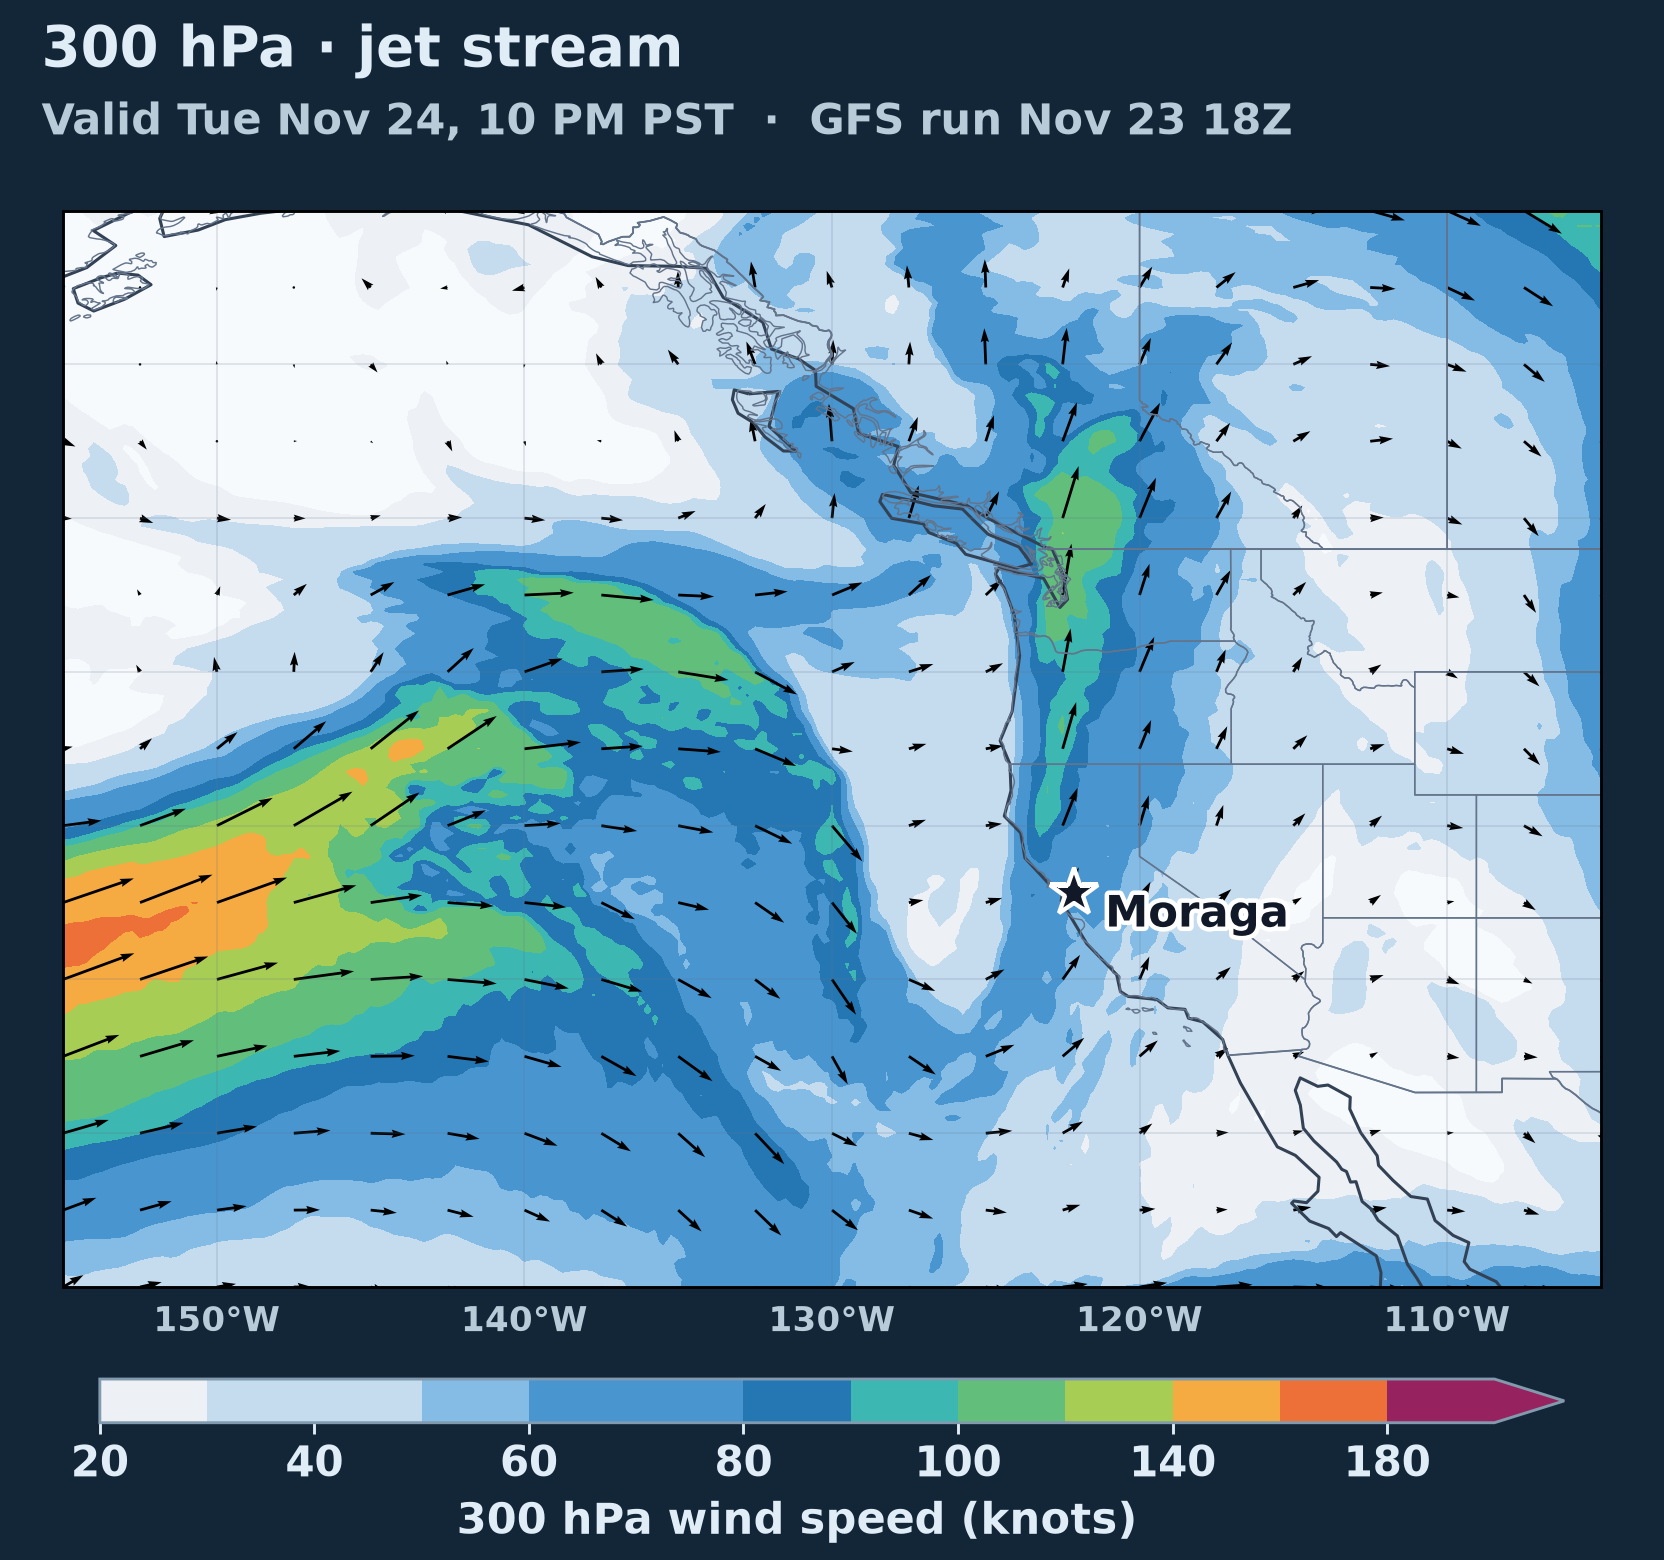 300 hPa · jet stream
Valid Tue Nov 24, 10 PM PST · GFS run Nov 23 18Z
Moraga
150°W 140°W 130°W 120°W 110°W
20 40 60 80 100 140 180
300 hPa wind speed (knots)